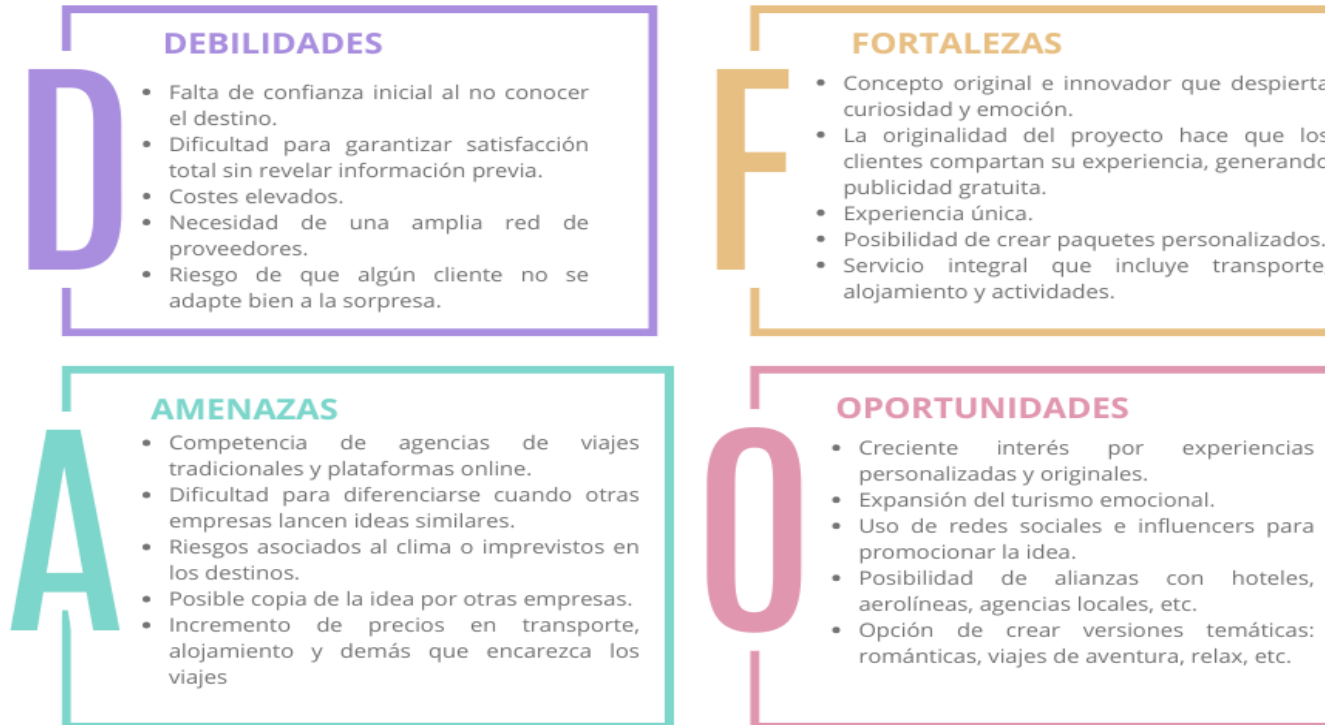 D
DEBILIDADES
• Falta de confianza inicial al no conocer
el destino.
• Dificultad para garantizar satisfacción
total sin revelar información previa.
• Costes elevados.
• Necesidad de una amplia red de
proveedores.
• Riesgo de que algún cliente no se
adapte bien a la sorpresa.
F
FORTALEZAS
• Concepto original e innovador que despierta
curiosidad y emoción.
• La originalidad del proyecto hace que los
clientes compartan su experiencia, generando
publicidad gratuita.
• Experiencia única.
• Posibilidad de crear paquetes personalizados.
• Servicio integral que incluye transporte,
alojamiento y actividades.
A
AMENAZAS
• Competencia de agencias de viajes
tradicionales y plataformas online.
• Dificultad para diferenciarse cuando otras
empresas lancen ideas similares.
• Riesgos asociados al clima o imprevistos en
los destinos.
• Posible copia de la idea por otras empresas.
• Incremento de precios en transporte,
alojamiento y demás que encarezca los
viajes
O
OPORTUNIDADES
• Creciente interés por experiencias
personalizadas y originales.
• Expansión del turismo emocional.
• Uso de redes sociales e influencers para
promocionar la idea.
• Posibilidad de alianzas con hoteles,
aerolíneas, agencias locales, etc.
• Opción de crear versiones temáticas:
románticas, viajes de aventura, relax, etc.